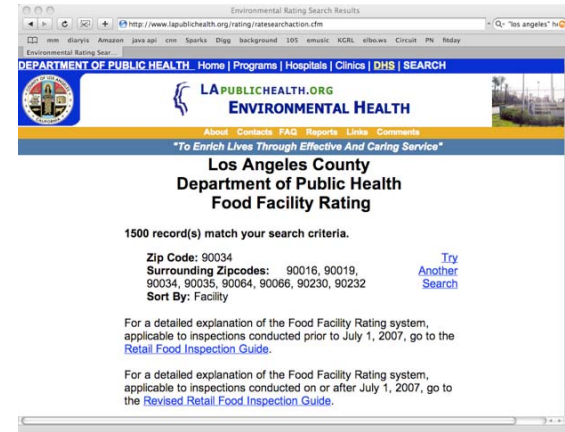 Environmental Rating Search Results
http://www.lapublichealth.org/rating/ratesearchaction.cfm
"los angeles"
mm diaryis Amazon java api cnn Sparks Digg background 105 emusic KCRL elbo.ws Circuit PN fitday
Environmental Rating Sear...
DEPARTMENT OF PUBLIC HEALTH Home | Programs | Hospitals | Clinics | DHS | SEARCH
LAPUBLICHEALTH.ORG
ENVIRONMENTAL HEALTH
About Contacts FAQ Reports Links Comments
"To Enrich Lives Through Effective And Caring Service"
Los Angeles County
Department of Public Health
Food Facility Rating
1500 record(s) match your search criteria.
Zip Code: 90034
Surrounding Zipcodes: 90016, 90019,
90034, 90035, 90064, 90066, 90230, 90232
Sort By: Facility
Try
Another
Search
For a detailed explanation of the Food Facility Rating system,
applicable to inspections conducted prior to July 1, 2007, go to the
Retail Food Inspection Guide.
For a detailed explanation of the Food Facility Rating system,
applicable to inspections conducted on or after July 1, 2007, go to
the Revised Retail Food Inspection Guide.